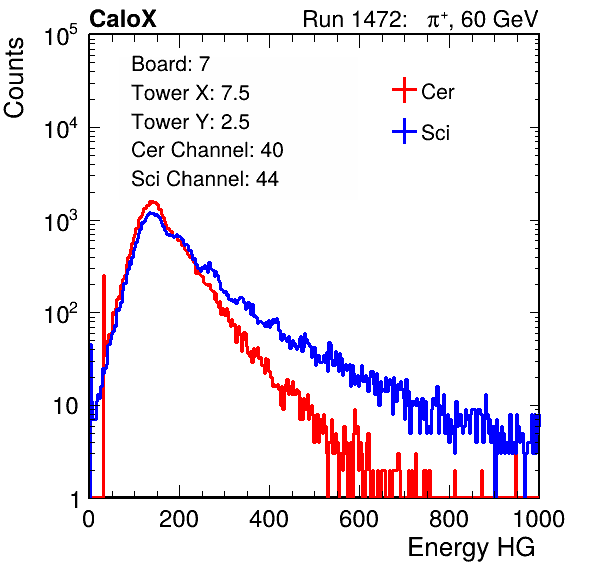 CaloX Run 1472: π⁺, 60 GeV
Board: 7
Tower X: 7.5
Tower Y: 2.5
Cer Channel: 40
Sci Channel: 44
Cer
Sci
Counts
10⁵
10⁴
10³
10²
10
1
0 200 400 600 800 1000
Energy HG